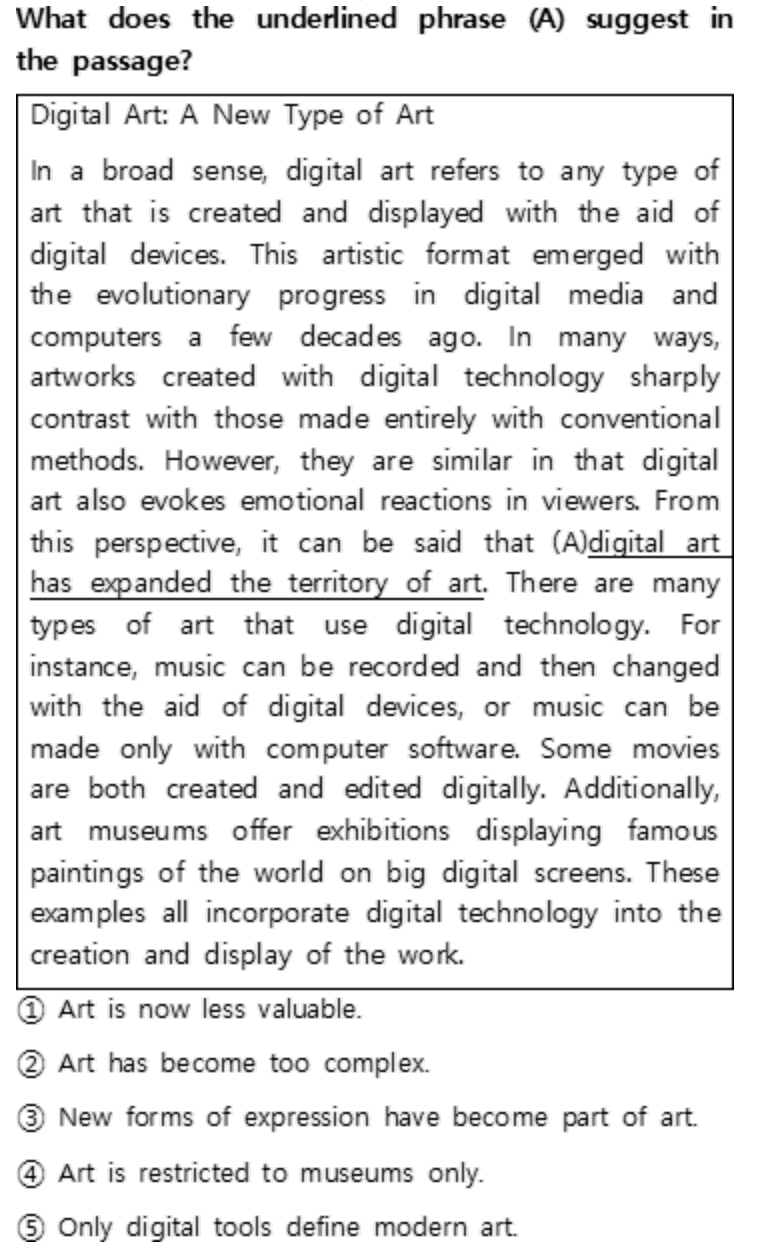 What does the underlined phrase (A) suggest in
the passage?
Digital Art: A New Type of Art
In a broad sense, digital art refers to any type of
art that is created and displayed with the aid of
digital devices. This artistic format emerged with
the evolutionary progress in digital media and
computers a few decades ago. In many ways,
artworks created with digital technology sharply
contrast with those made entirely with conventional
methods. However, they are similar in that digital
art also evokes emotional reactions in viewers. From
this perspective, it can be said that (A)digital art
has expanded the territory of art. There are many
types of art that use digital technology. For
instance, music can be recorded and then changed
with the aid of digital devices, or music can be
made only with computer software. Some movies
are both created and edited digitally. Additionally,
art museums offer exhibitions displaying famous
paintings of the world on big digital screens. These
examples all incorporate digital technology into the
creation and display of the work.
① Art is now less valuable.
② Art has become too complex.
③ New forms of expression have become part of art.
④ Art is restricted to museums only.
⑤ Only digital tools define modern art.